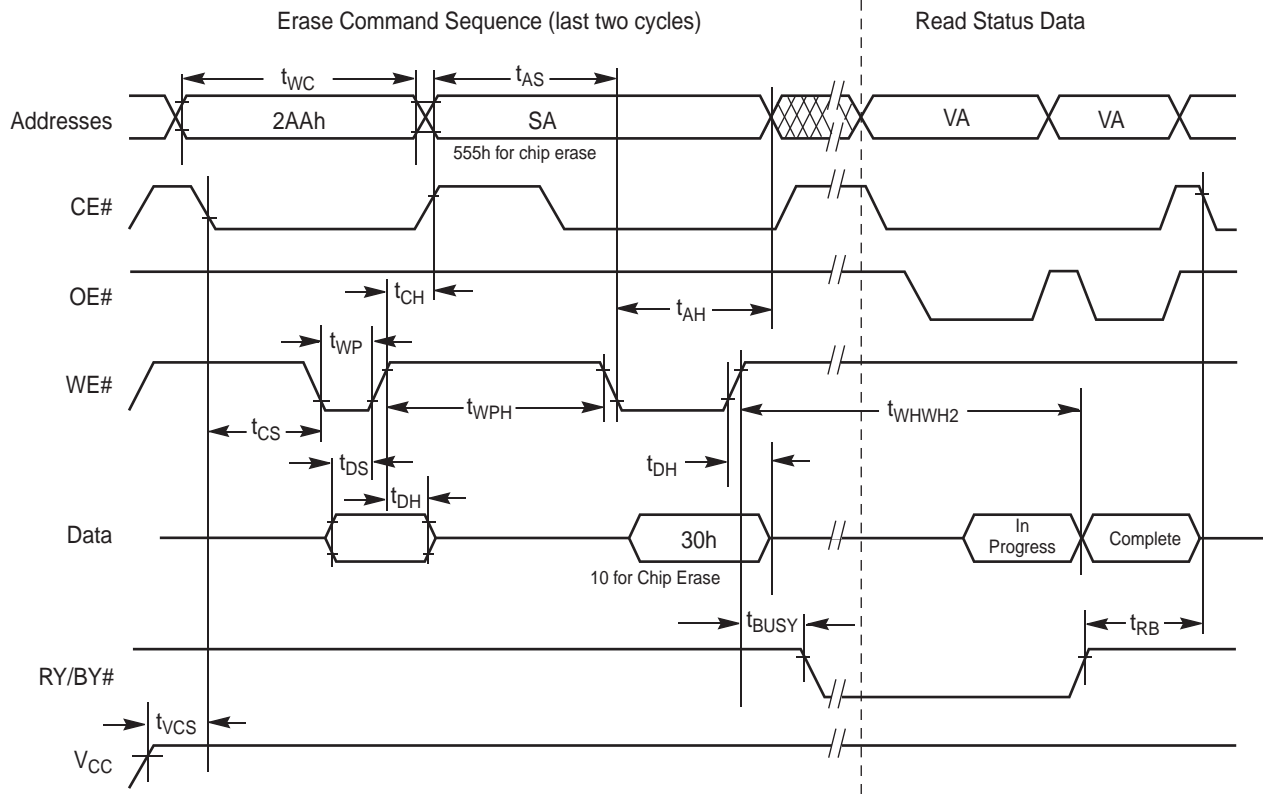 Erase Command Sequence (last two cycles)
Read Status Data
tWC
tAS
Addresses
2AAh
SA
VA
VA
555h for chip erase
CE#
OE#
tCH
tAH
tWP
WE#
tWPH
tWHWH2
tCS
tDS
tDH
tDH
Data
30h
In
Progress
Complete
10 for Chip Erase
tBUSY
tRB
RY/BY#
tVCS
VCC